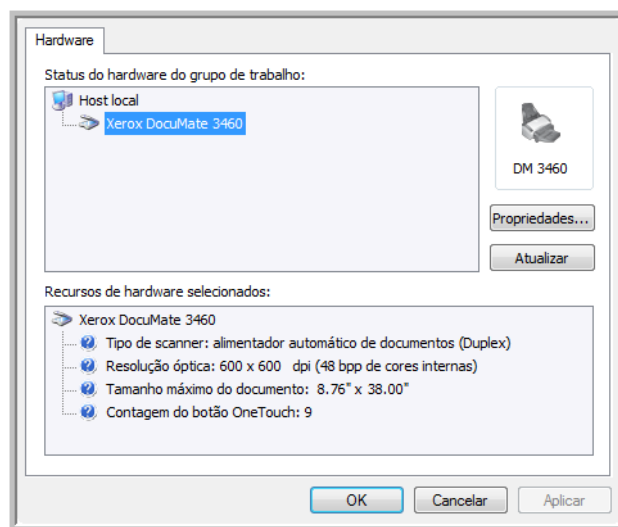 Hardware
Status do hardware do grupo de trabalho:
Host local
Xerox DocuMate 3460
DM 3460
Propriedades...
Atualizar
Recursos de hardware selecionados:
Xerox DocuMate 3460
Tipo de scanner: alimentador automático de documentos (Duplex)
Resolução óptica: 600 x 600 dpi (48 bpp de cores internas)
Tamanho máximo do documento: 8.76" x 38.00"
Contagem do botão OneTouch: 9
OK Cancelar Aplicar